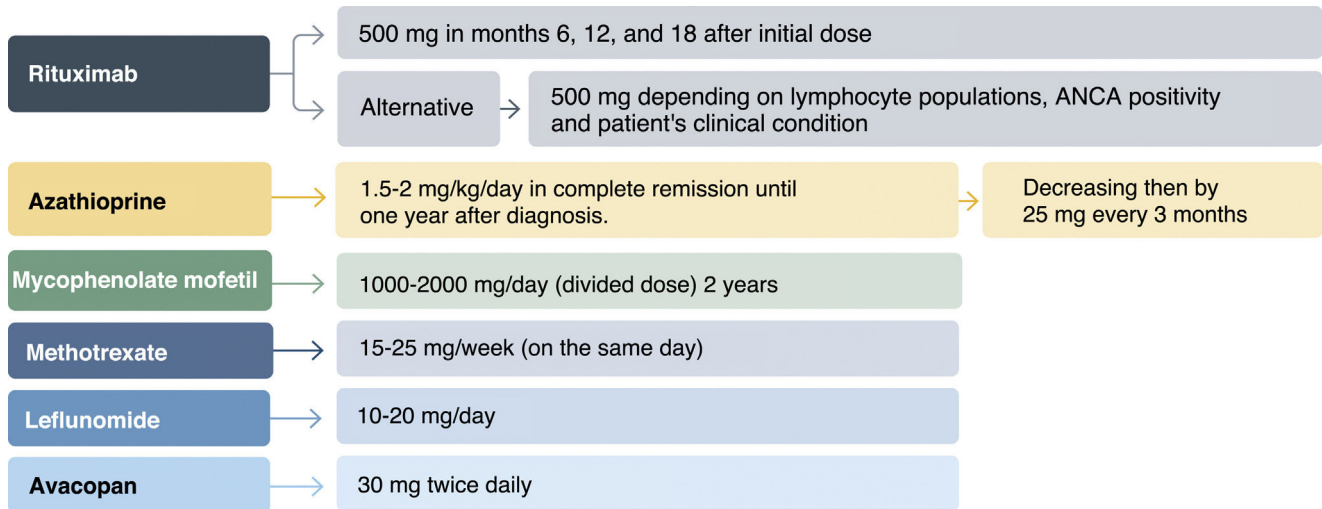 Rituximab
500 mg in months 6, 12, and 18 after initial dose
Alternative
500 mg depending on lymphocyte populations, ANCA positivity
and patient's clinical condition
Azathioprine
1.5-2 mg/kg/day in complete remission until
one year after diagnosis.
Decreasing then by
25 mg every 3 months
Mycophenolate mofetil
1000-2000 mg/day (divided dose) 2 years
Methotrexate
15-25 mg/week (on the same day)
Leflunomide
10-20 mg/day
Avacopan
30 mg twice daily